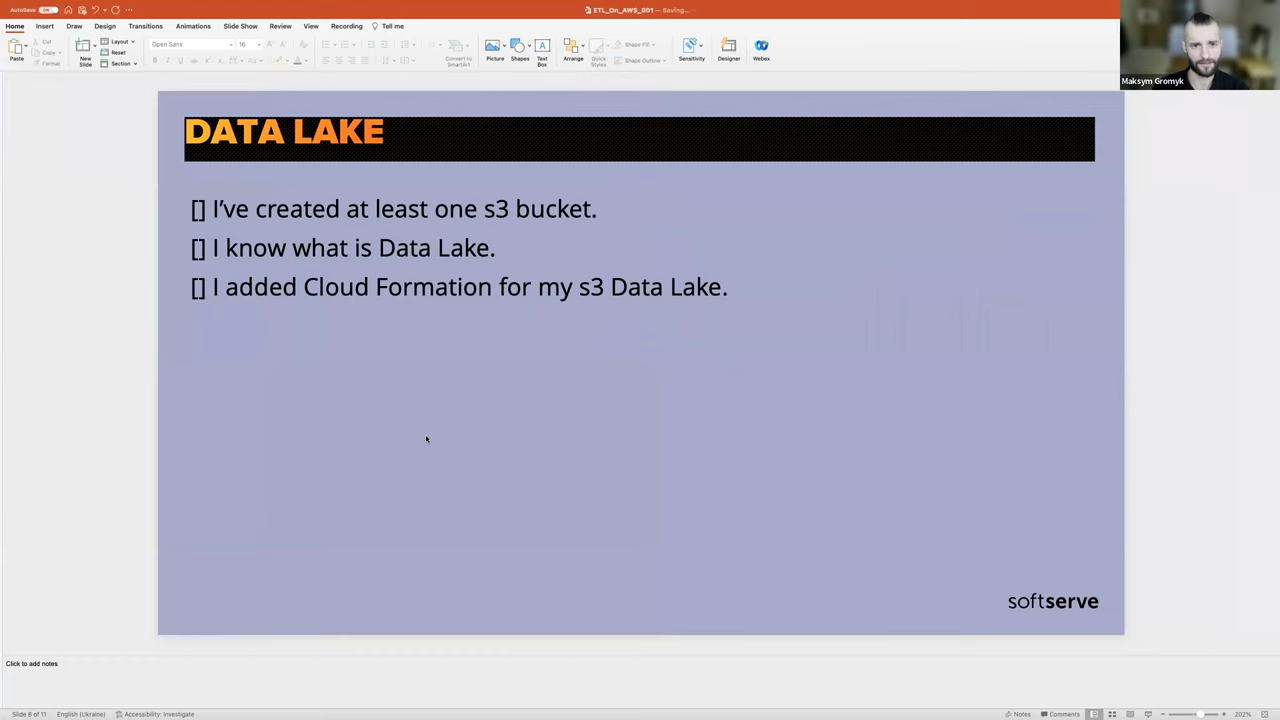 AutoSave ON
ETL_On_AWS_001 — Saving...
Home Insert Draw Design Transitions Animations Slide Show Review View Recording Tell me
Paste
Cut
Copy
Format
New Slide
Layout
Reset
Section
Open Sans 16
Convert to SmartArt
Picture
Shapes
Text Box
Arrange
Quick Styles
Shape Fill
Shape Outline
Sensitivity
Designer
Webex
Maksym Gromyk
DATA LAKE
[] I’ve created at least one s3 bucket.
[] I know what is Data Lake.
[] I added Cloud Formation for my s3 Data Lake.
softserve
Click to add notes
Slide 8 of 11 English (Ukraine) Accessibility: Investigate Notes Comments 202%